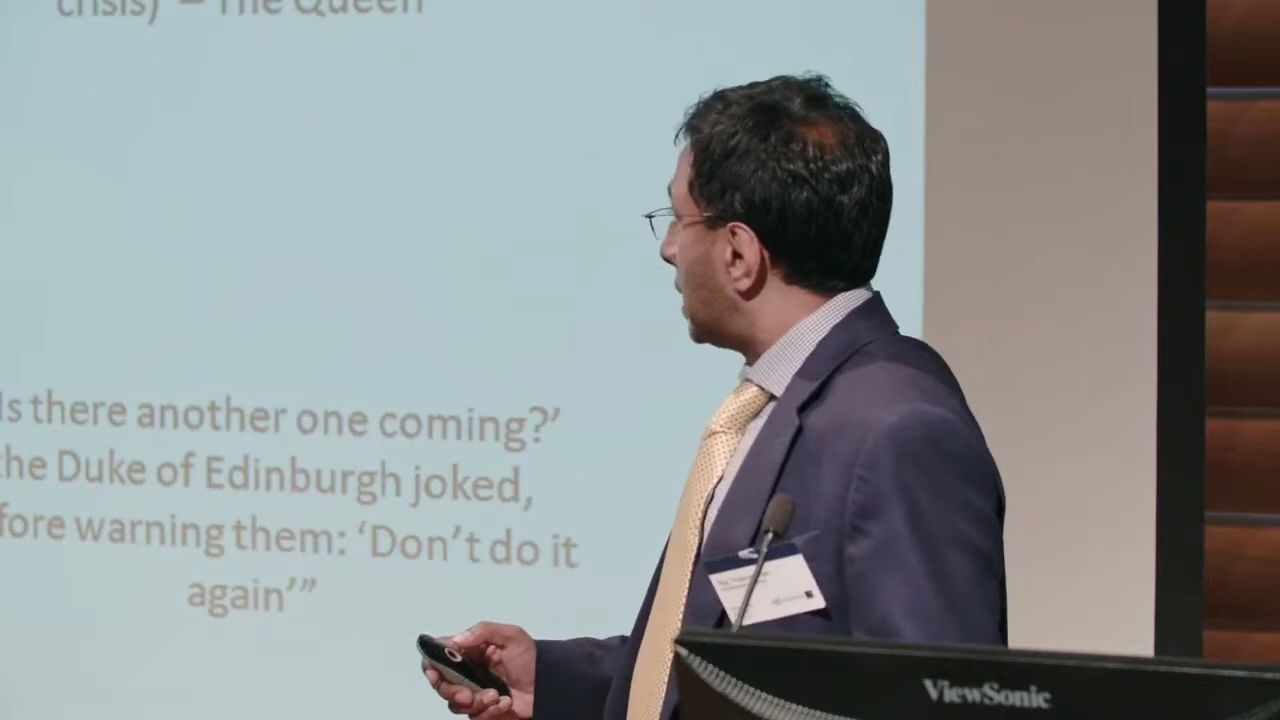 crisis)’ – The Queen
Is there another one coming?’
the Duke of Edinburgh joked,
fore warning them: ‘Don’t do it
again’”
ViewSonic